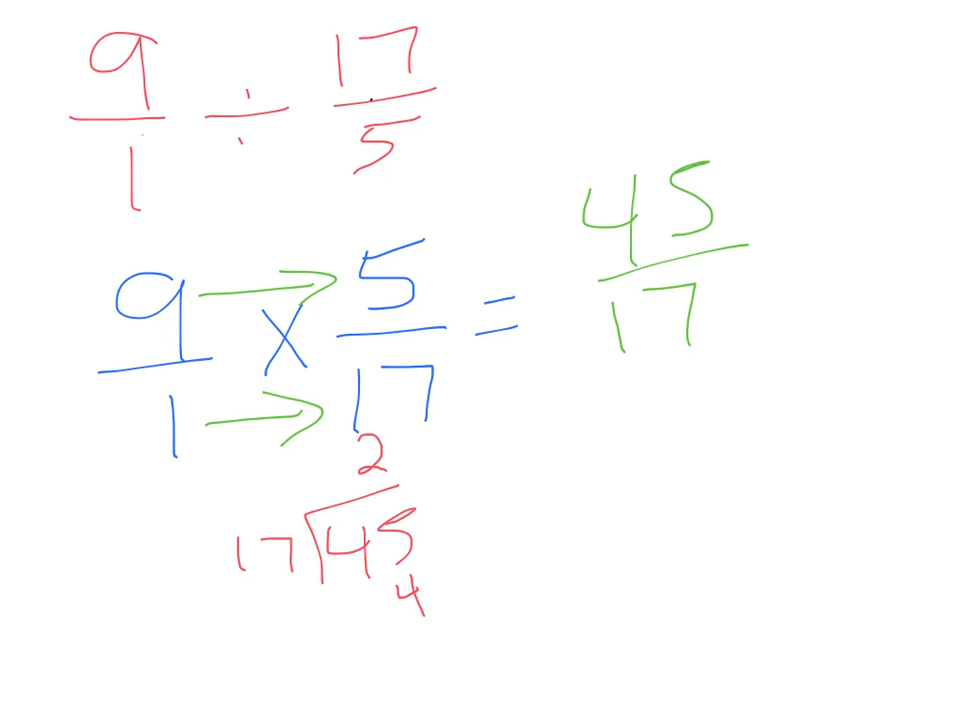 9/1 ÷ 17/5
9/1 → → x 5/17 = 45/17
2
17⟌45
4